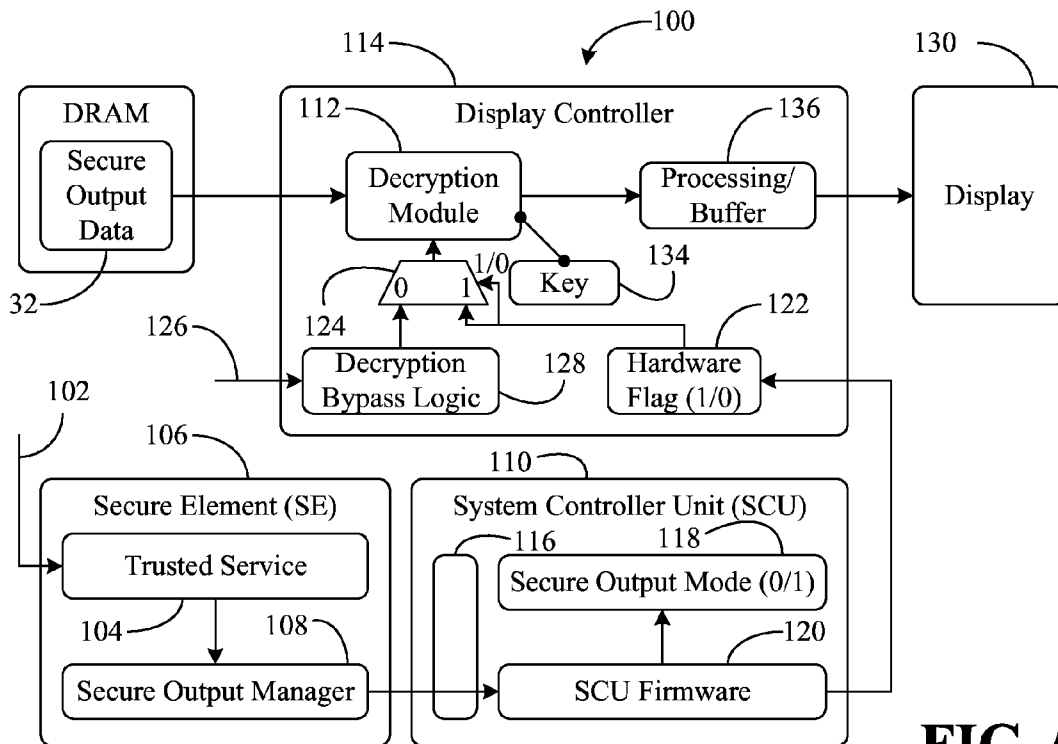 100
114
130
DRAM
112
Display Controller
136
Secure
Output
Data
Decryption
Module
Processing/
Buffer
Display
1/0
0
1
Key
134
32
124
122
126
Decryption
Bypass Logic
128
Hardware
Flag (1/0)
102
106
110
Secure Element (SE)
System Controller Unit (SCU)
116
118
Trusted Service
Secure Output Mode (0/1)
104
108
120
Secure Output Manager
SCU Firmware
FIG